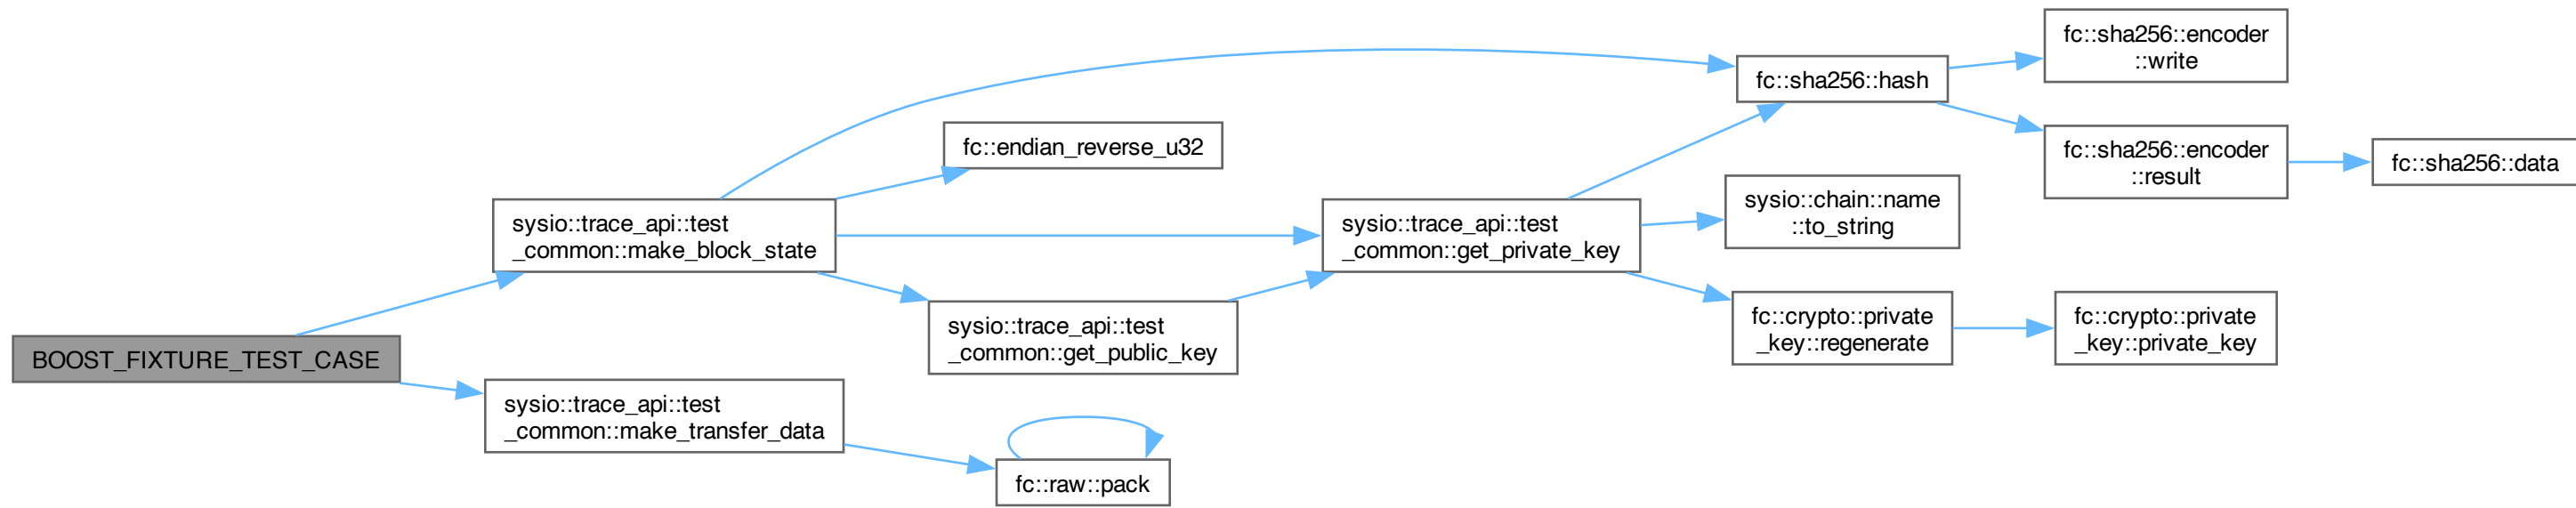 BOOST_FIXTURE_TEST_CASE
sysio::trace_api::test
_common::make_block_state
sysio::trace_api::test
_common::make_transfer_data
fc::endian_reverse_u32
sysio::trace_api::test
_common::get_public_key
fc::raw::pack
sysio::trace_api::test
_common::get_private_key
fc::sha256::hash
sysio::chain::name
::to_string
fc::crypto::private
_key::regenerate
fc::sha256::encoder
::write
fc::sha256::encoder
::result
fc::crypto::private
_key::private_key
fc::sha256::data